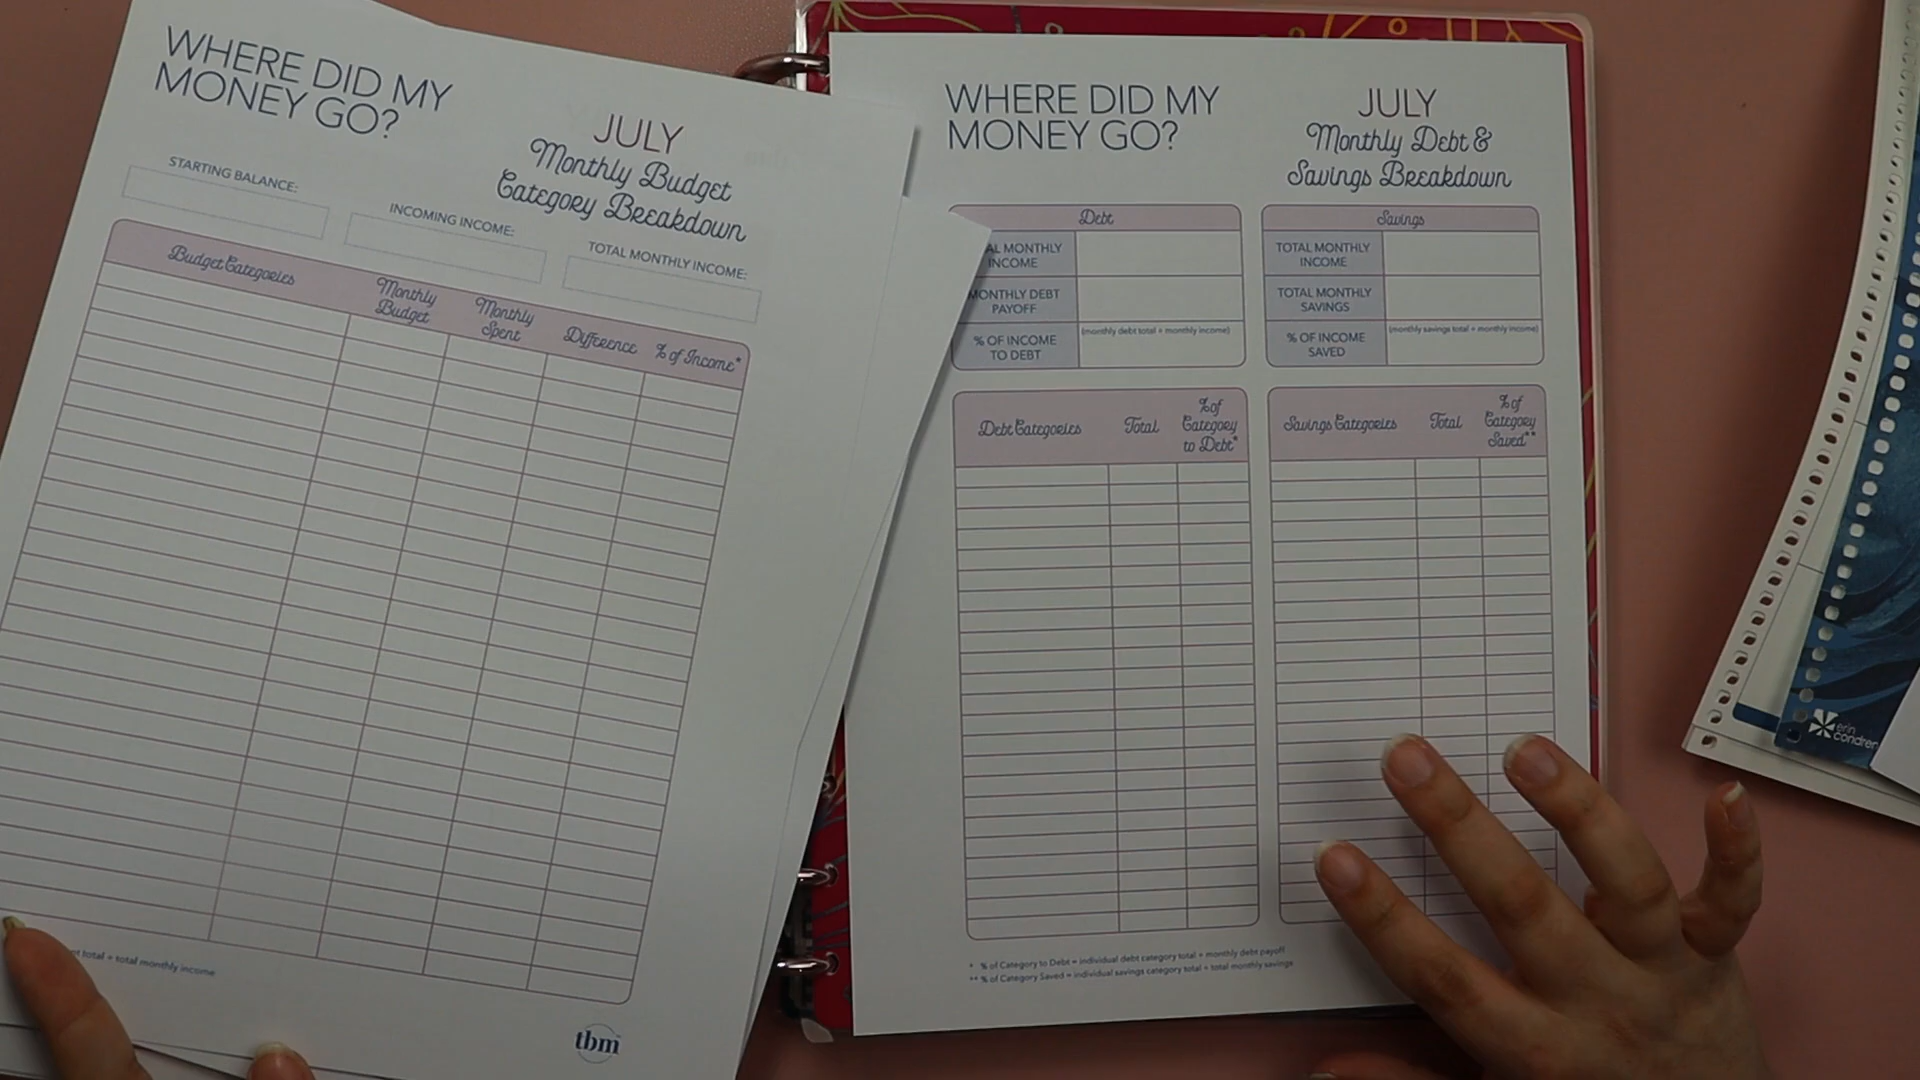 WHERE DID MY
MONEY GO?
JULY
Monthly Budget
Category Breakdown
STARTING BALANCE:
INCOMING INCOME:
TOTAL MONTHLY INCOME:
Budget Categories
Monthly
Budget
Monthly
Spent
Difference
% of Income*
total = total monthly income
tbm
WHERE DID MY
MONEY GO?
JULY
Monthly Debt &
Savings Breakdown
Debt
MONTHLY
INCOME
MONTHLY DEBT
PAYOFF
% OF INCOME
TO DEBT
(monthly debt total ÷ monthly income)
Savings
TOTAL MONTHLY
INCOME
TOTAL MONTHLY
SAVINGS
% OF INCOME
SAVED
(monthly savings total ÷ monthly income)
Debt Categories
Total
% of
Category
to Debt*
Savings Categories
Total
% of
Category
Saved**
* % of Category to Debt = individual debt category total ÷ monthly debt payoff
** % of Category Saved = individual savings category total ÷ total monthly savings
erin
condren